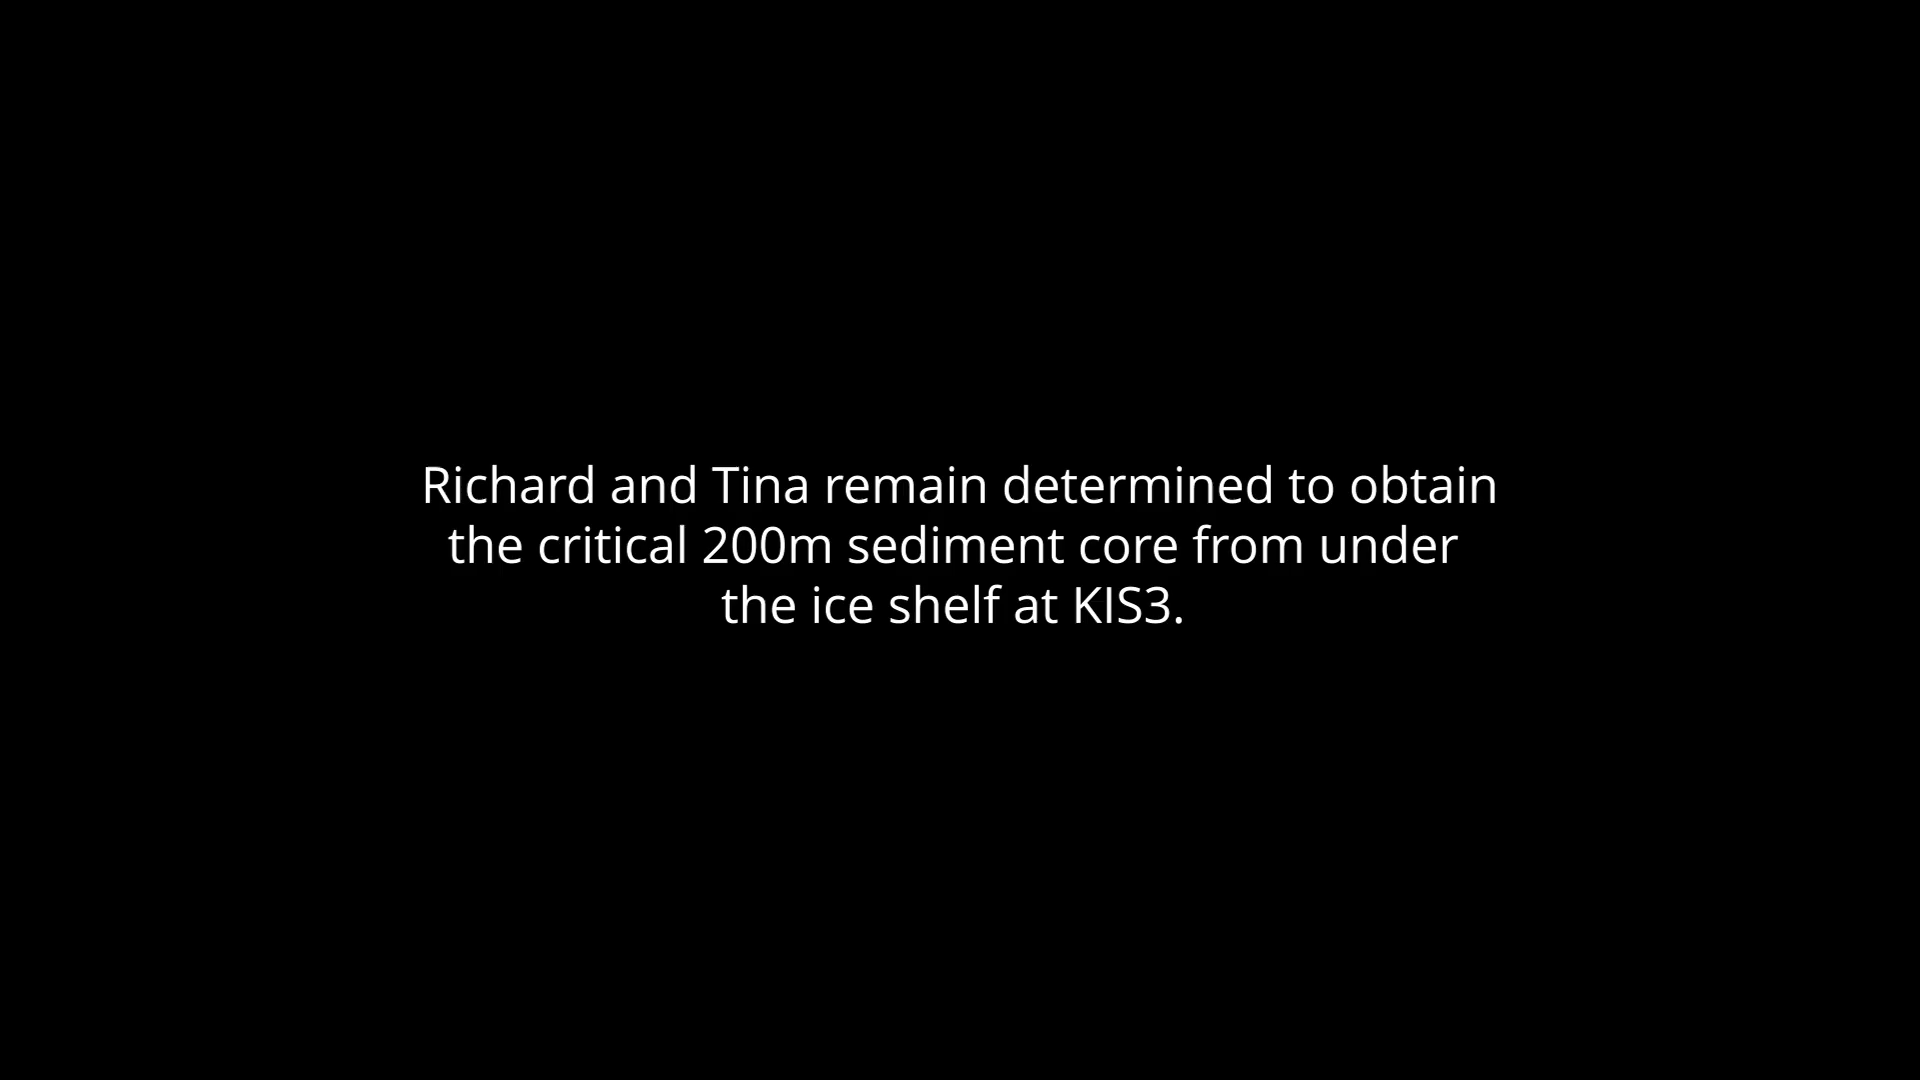 Richard and Tina remain determined to obtain
the critical 200m sediment core from under
the ice shelf at KIS3.